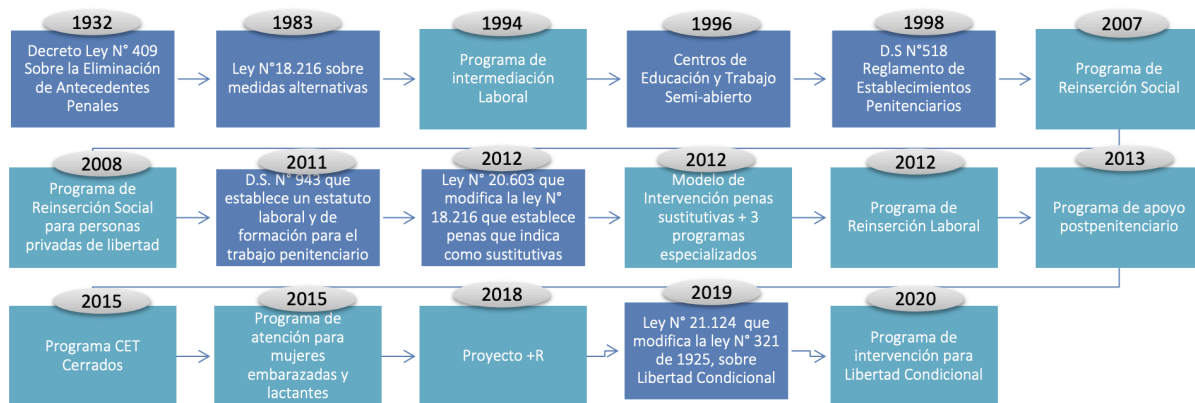 1932
Decreto Ley N° 409
Sobre la Eliminación
de Antecedentes
Penales
1983
Ley N°18.216 sobre
medidas alternativas
1994
Programa de
intermediación
Laboral
1996
Centros de
Educación y Trabajo
Semi-abierto
1998
D.S N°518
Reglamento de
Establecimientos
Penitenciarios
2007
Programa de
Reinserción Social
2008
Programa de
Reinserción Social
para personas
privadas de libertad
2011
D.S. N° 943 que
establece un estatuto
laboral y de
formación para el
trabajo penitenciario
2012
Ley N° 20.603 que
modifica la ley N°
18.216 que establece
penas que indica
como sustitutivas
2012
Modelo de
Intervención penas
sustitutivas + 3
programas
especializados
2012
Programa de
Reinserción Laboral
2013
Programa de apoyo
postpenitenciario
2015
Programa CET
Cerrados
2015
Programa de
atención para
mujeres
embarazadas y
lactantes
2018
Proyecto +R
2019
Ley N° 21.124 que
modifica la ley N° 321
de 1925, sobre
Libertad Condicional
2020
Programa de
intervención para
Libertad Condicional